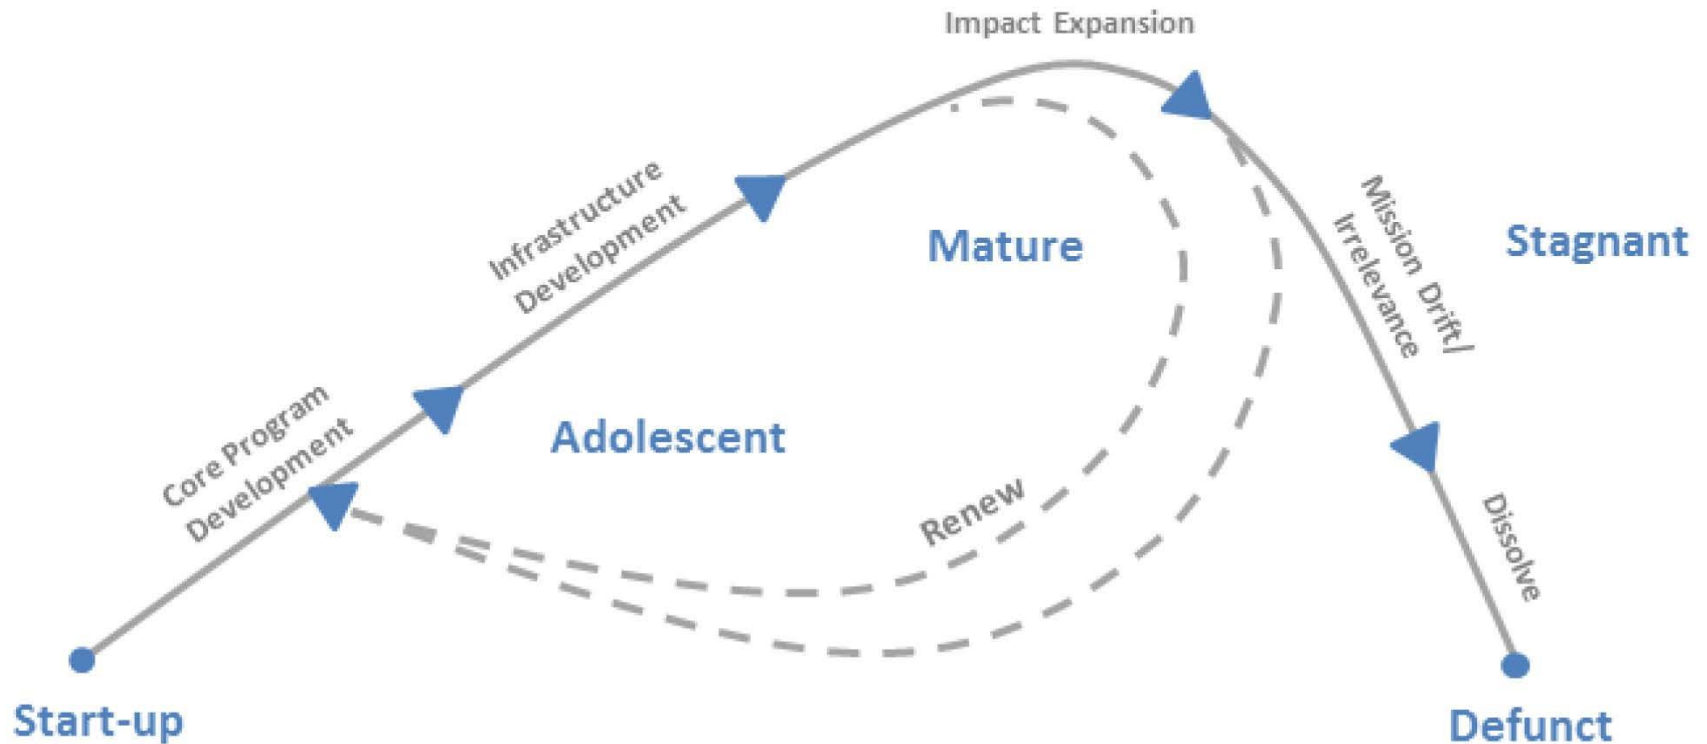 Impact Expansion
Infrastructure
Development
Mission Drift/
Irrelevance
Mature
Stagnant
Core Program
Development
Adolescent
Renew
Dissolve
Start-up
Defunct